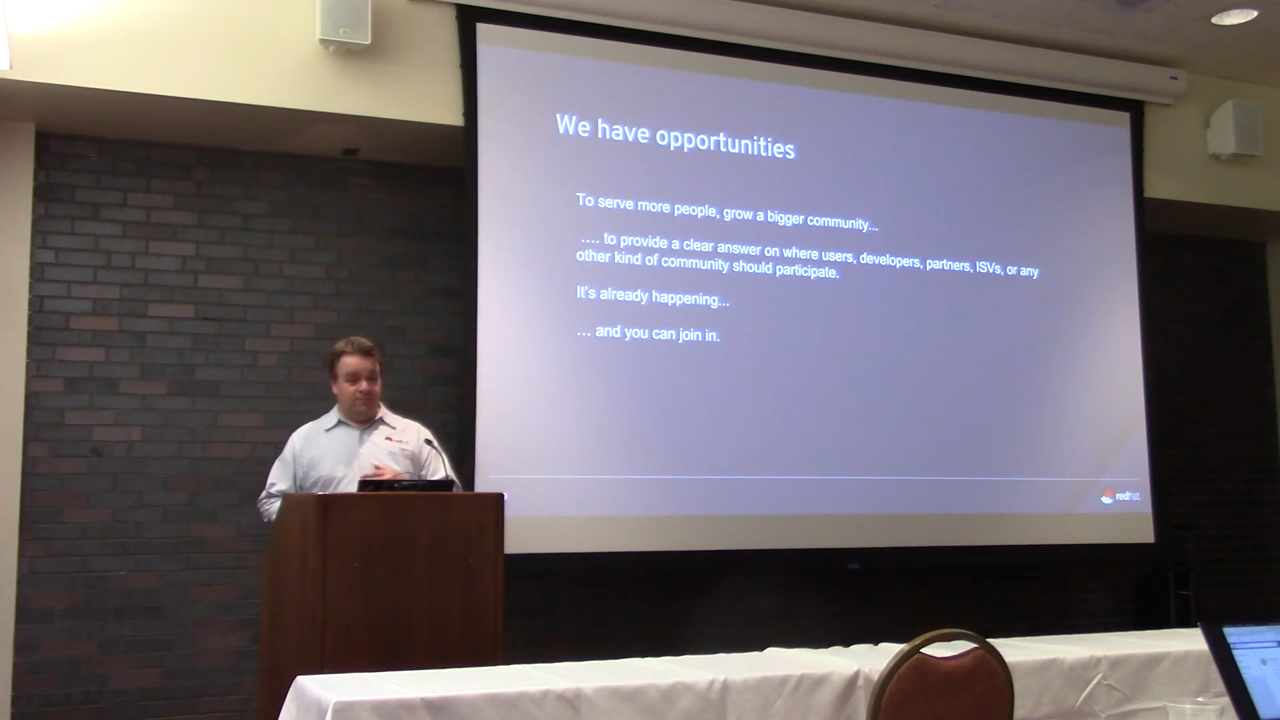 We have opportunities
To serve more people, grow a bigger community...
.... to provide a clear answer on where users, developers, partners, ISVs, or any
other kind of community should participate.
It's already happening...
... and you can join in.
redhat